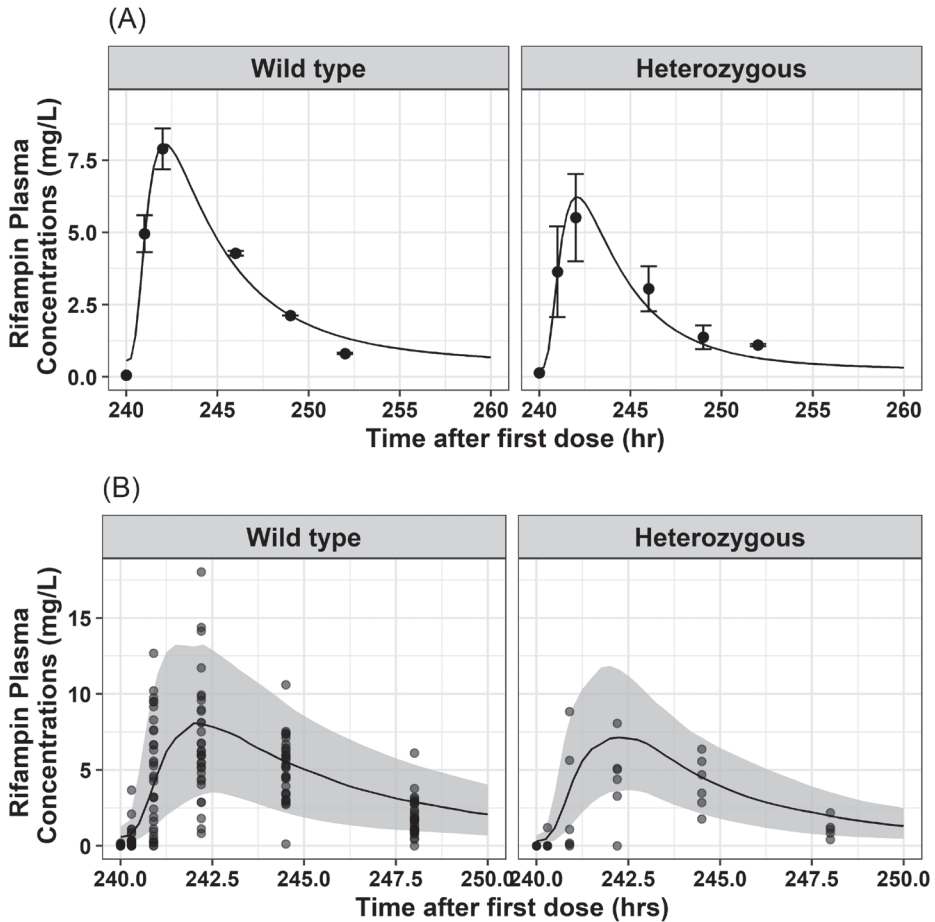 (A)
Wild type Heterozygous
Rifampin Plasma
Concentrations (mg/L)
7.5
5.0
2.5
0.0
240 245 250 255 260 240 245 250 255 260
Time after first dose (hr)
(B)
Wild type Heterozygous
Rifampin Plasma
Concentrations (mg/L)
15
10
5
0
240.0 242.5 245.0 247.5 250.0 240.0 242.5 245.0 247.5 250.0
Time after first dose (hrs)